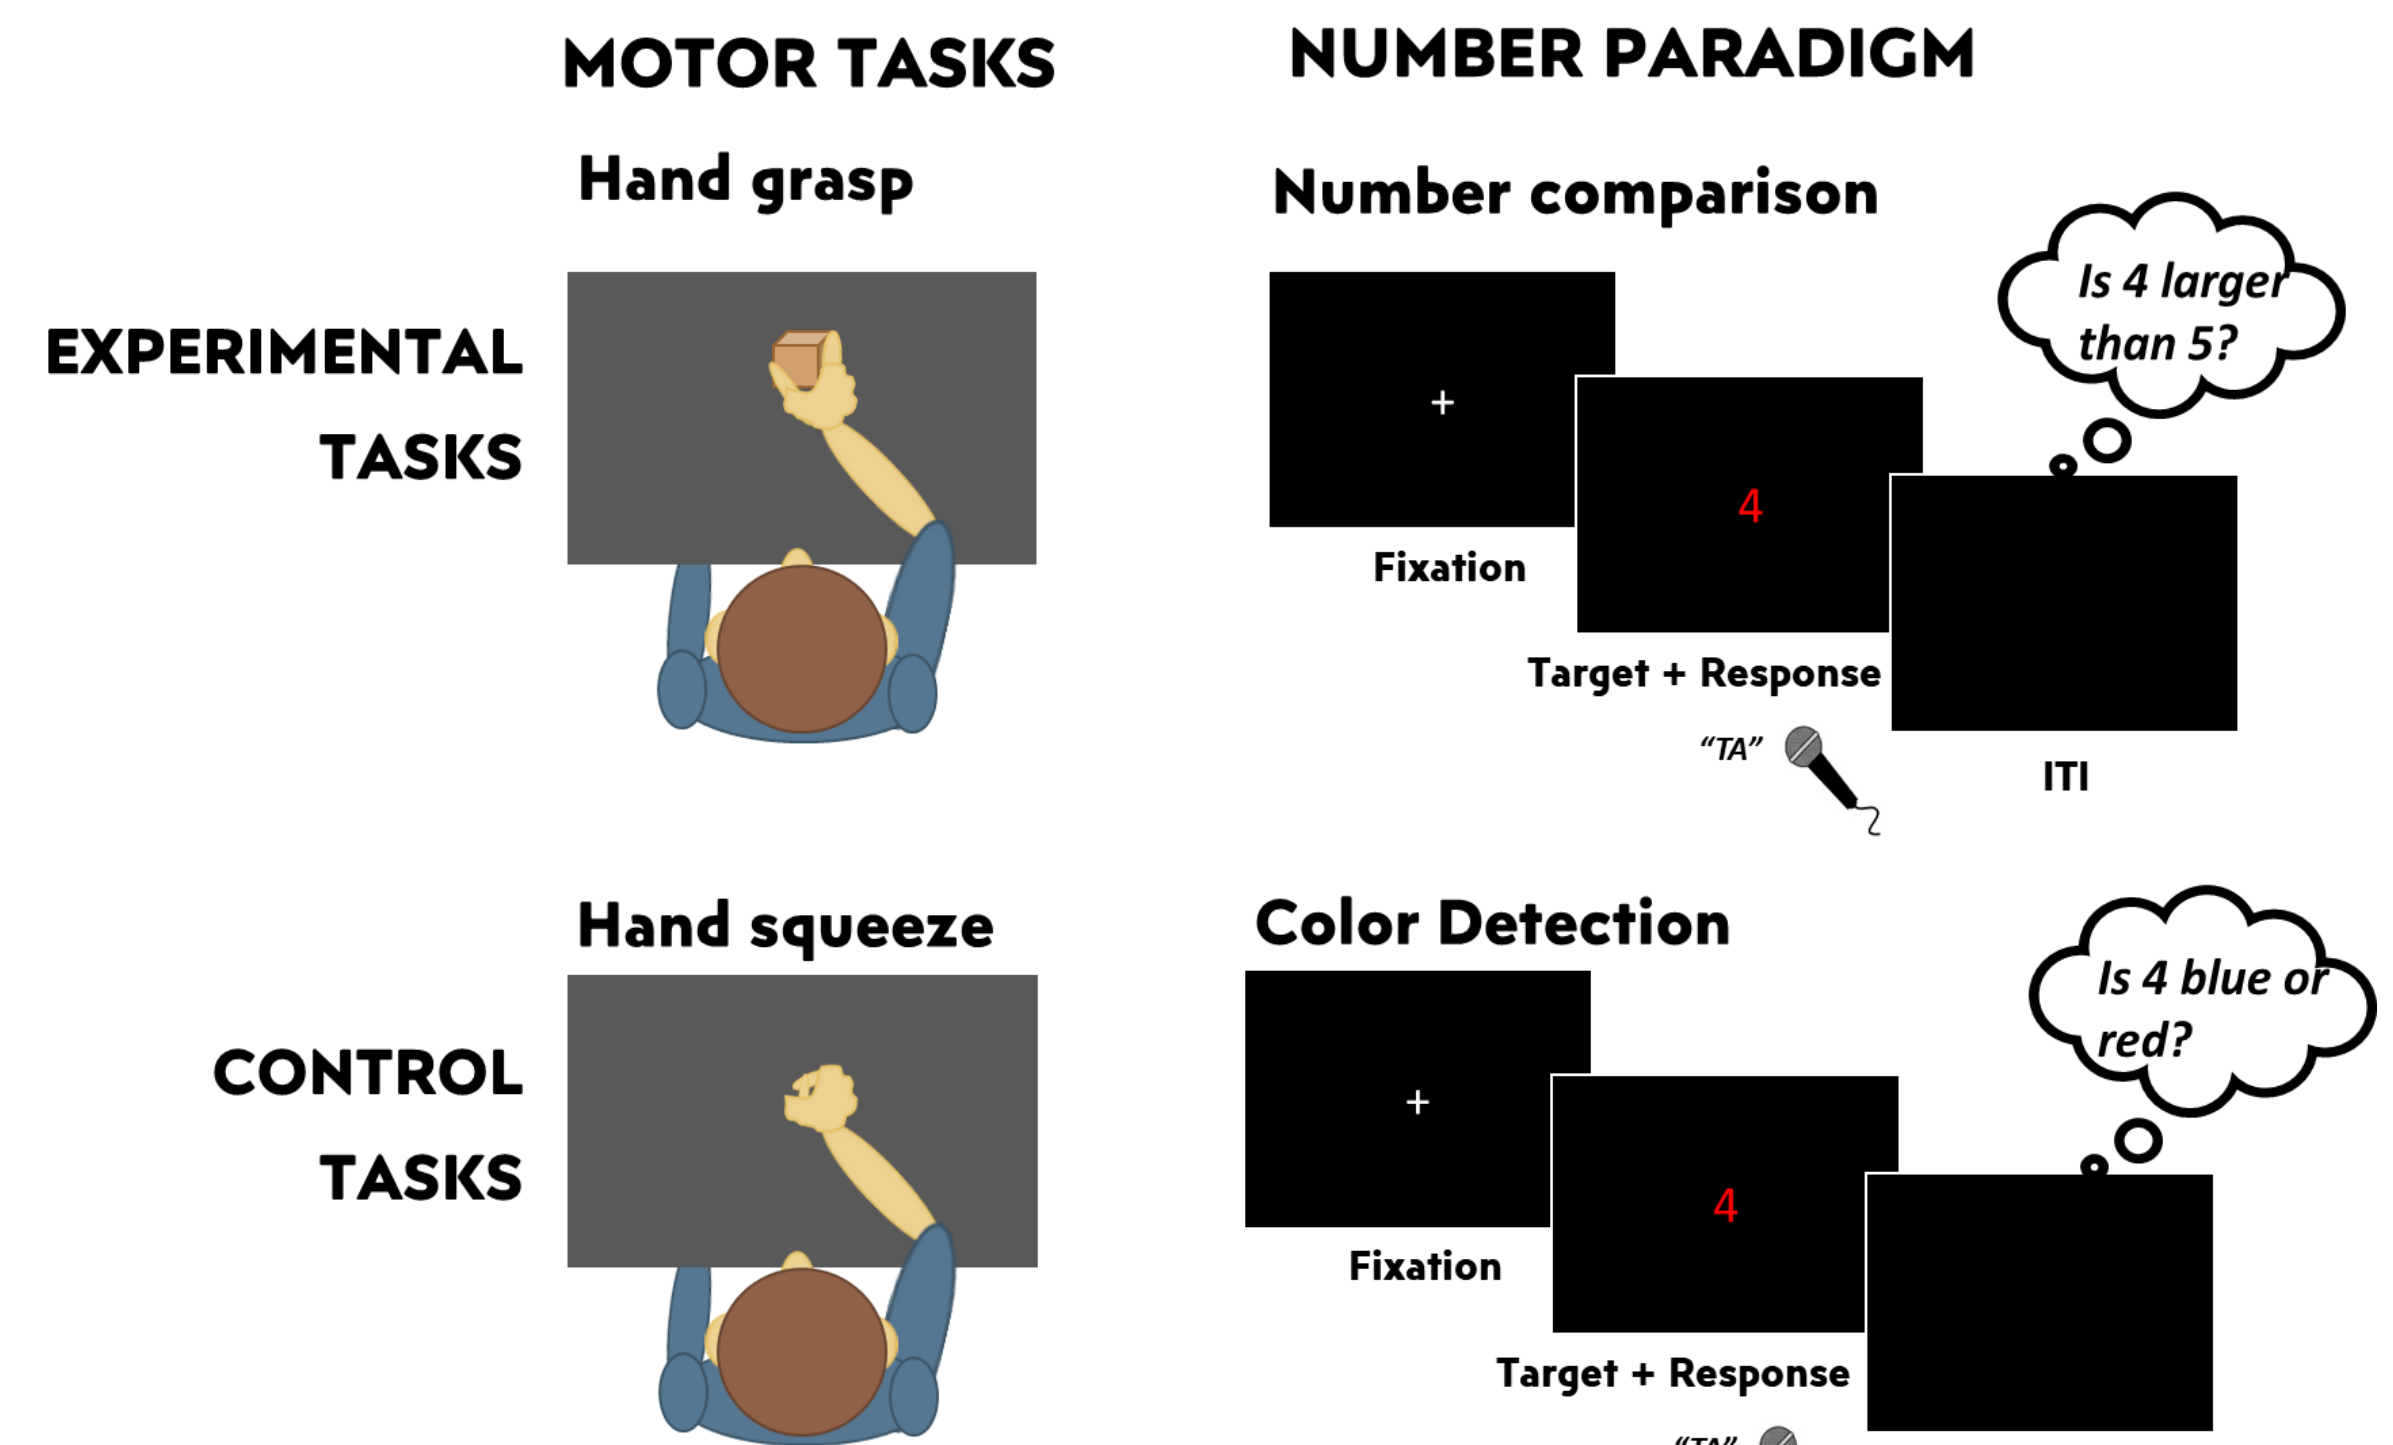 MOTOR TASKS
NUMBER PARADIGM
Hand grasp
Number comparison
EXPERIMENTAL
TASKS
Is 4 larger
than 5?
+
4
Fixation
Target + Response
"TA"
ITI
Hand squeeze
Color Detection
CONTROL
TASKS
Is 4 blue or
red?
+
4
Fixation
Target + Response
"TA"